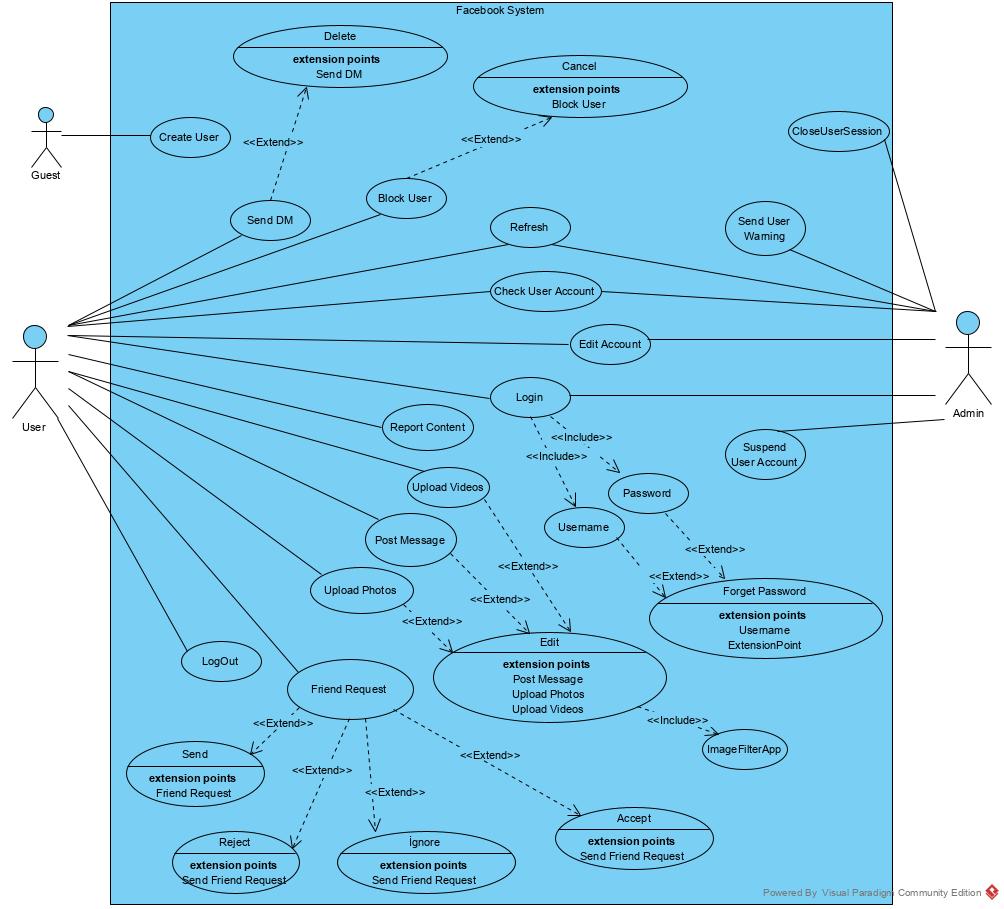 Facebook System
Delete
extension points
Send DM
Cancel
extension points
Block User
CloseUserSession
Create User
<<Extend>>
<<Extend>>
Guest
Block User
Send DM
Refresh
Send User
Warning
Check User Account
Edit Account
User
Admin
Login
Report Content
<<Include>>
<<Include>>
Suspend
User Account
Upload Videos
Password
Username
Post Message
<<Extend>>
<<Extend>>
<<Extend>>
Upload Photos
Forget Password
extension points
Username
ExtensionPoint
<<Extend>>
<<Extend>>
Edit
extension points
Post Message
Upload Photos
Upload Videos
LogOut
Friend Request
<<Include>>
ImageFilterApp
<<Extend>>
<<Extend>>
<<Extend>>
<<Extend>>
Send
extension points
Friend Request
Accept
extension points
Send Friend Request
Reject
extension points
Send Friend Request
İgnore
extension points
Send Friend Request
Powered By Visual Paradigm Community Edition